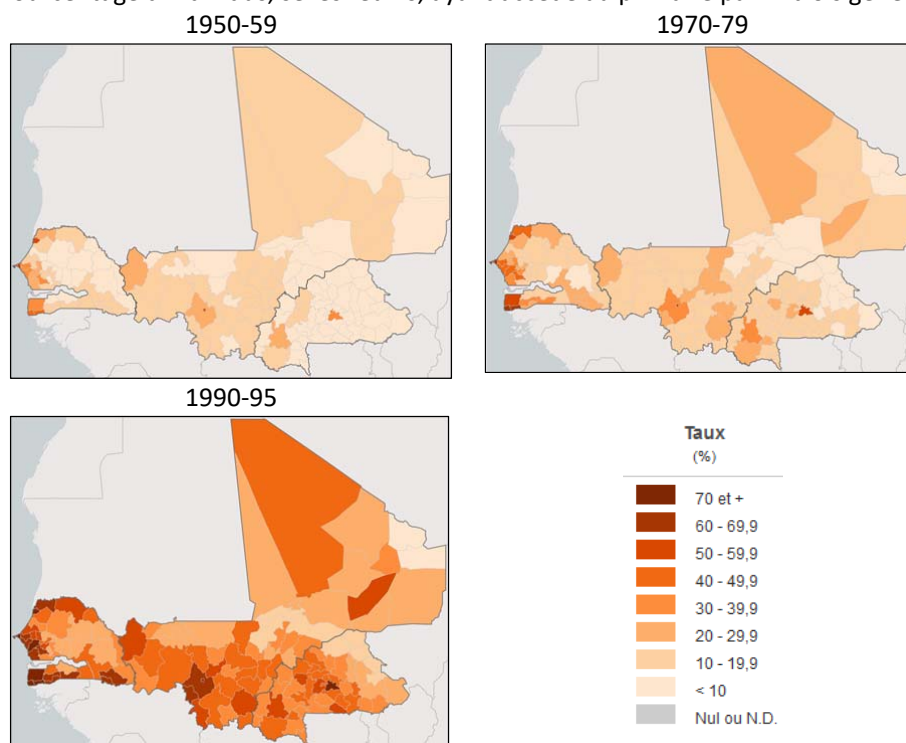 1950-59
1970-79
1990-95
Taux
(%)
70 et +
60 - 69,9
50 - 59,9
40 - 49,9
30 - 39,9
20 - 29,9
10 - 19,9
< 10
Nul ou N.D.